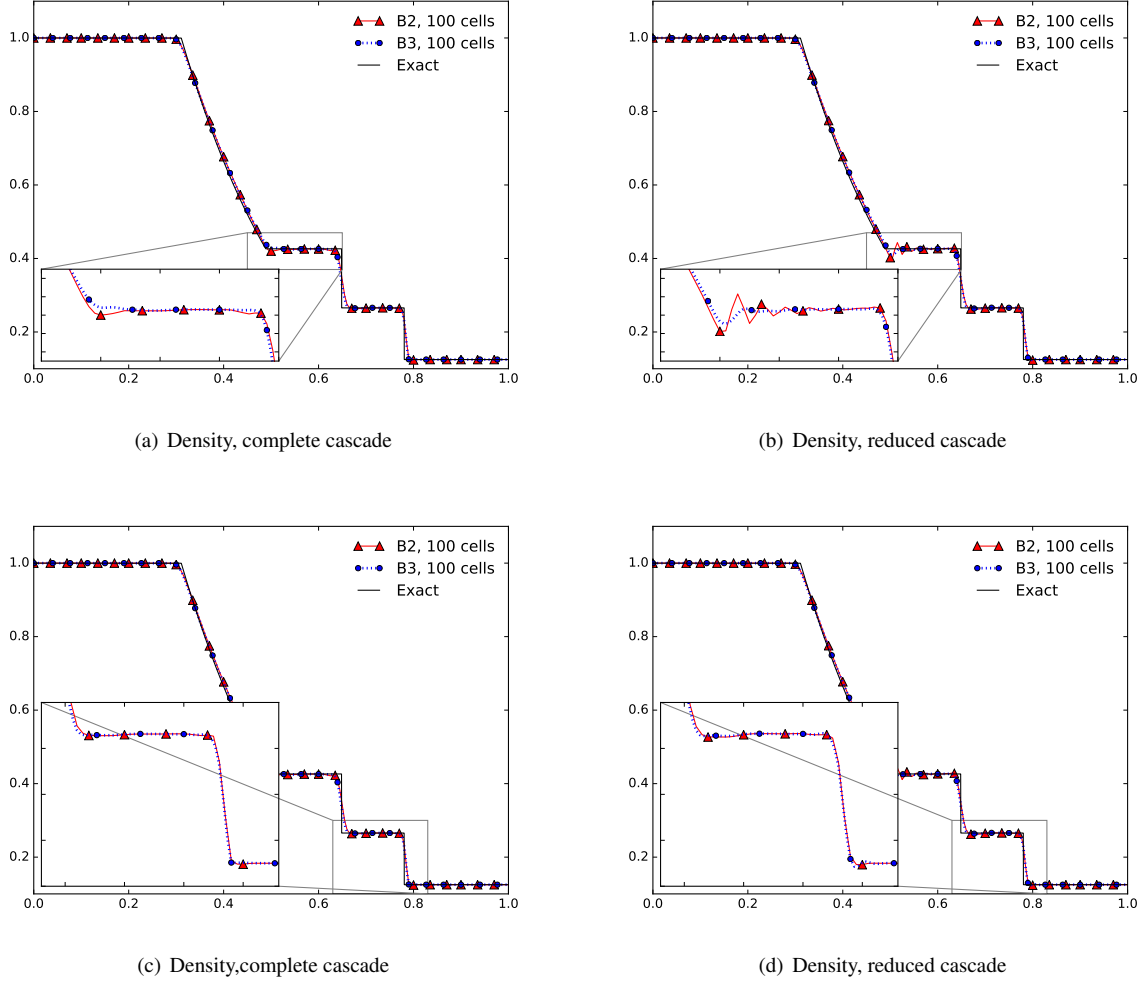 B2, 100 cells
B3, 100 cells
Exact
1.0
0.8
0.6
0.4
0.2
0.0 0.2 0.4 0.6 0.8 1.0
(a) Density, complete cascade
B2, 100 cells
B3, 100 cells
Exact
1.0
0.8
0.6
0.4
0.2
0.0 0.2 0.4 0.6 0.8 1.0
(b) Density, reduced cascade
B2, 100 cells
B3, 100 cells
Exact
1.0
0.8
0.6
0.4
0.2
0.0 0.2 0.4 0.6 0.8 1.0
(c) Density,complete cascade
B2, 100 cells
B3, 100 cells
Exact
1.0
0.8
0.6
0.4
0.2
0.0 0.2 0.4 0.6 0.8 1.0
(d) Density, reduced cascade